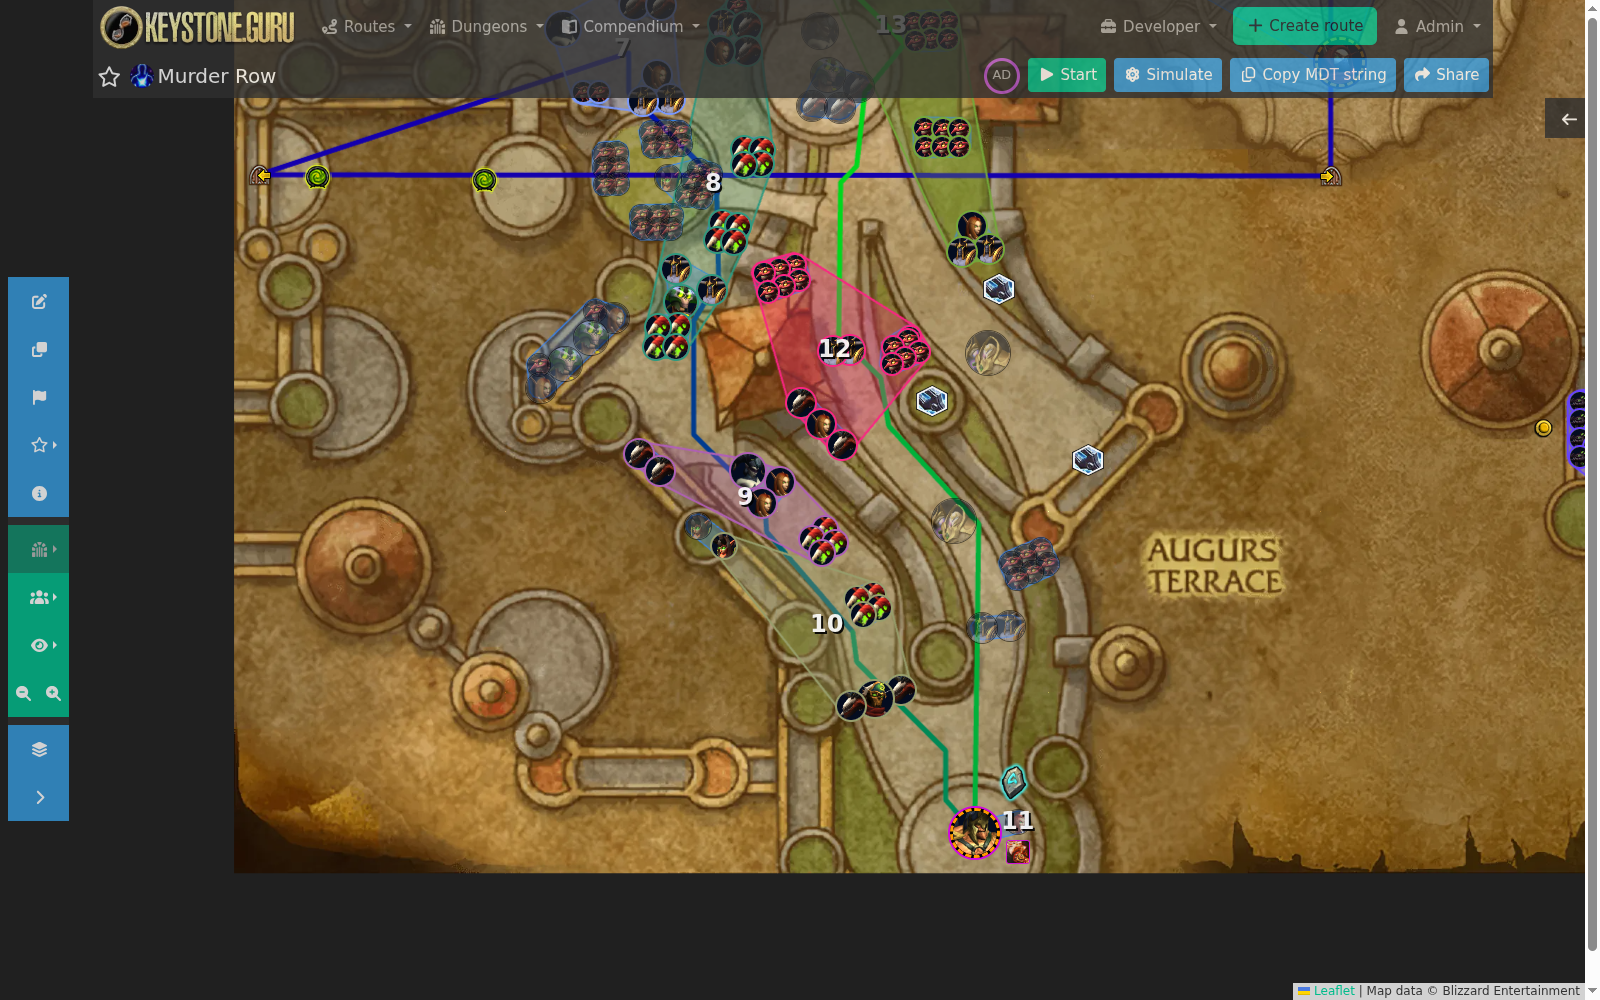 KEYSTONE.GURU
Routes
Dungeons
Compendium
Developer
Create route
Admin
Murder Row
AD
Start
Simulate
Copy MDT string
Share
13
7
8
12
9
10
11
AUGURS'
TERRACE
Leaflet | Map data © Blizzard Entertainment